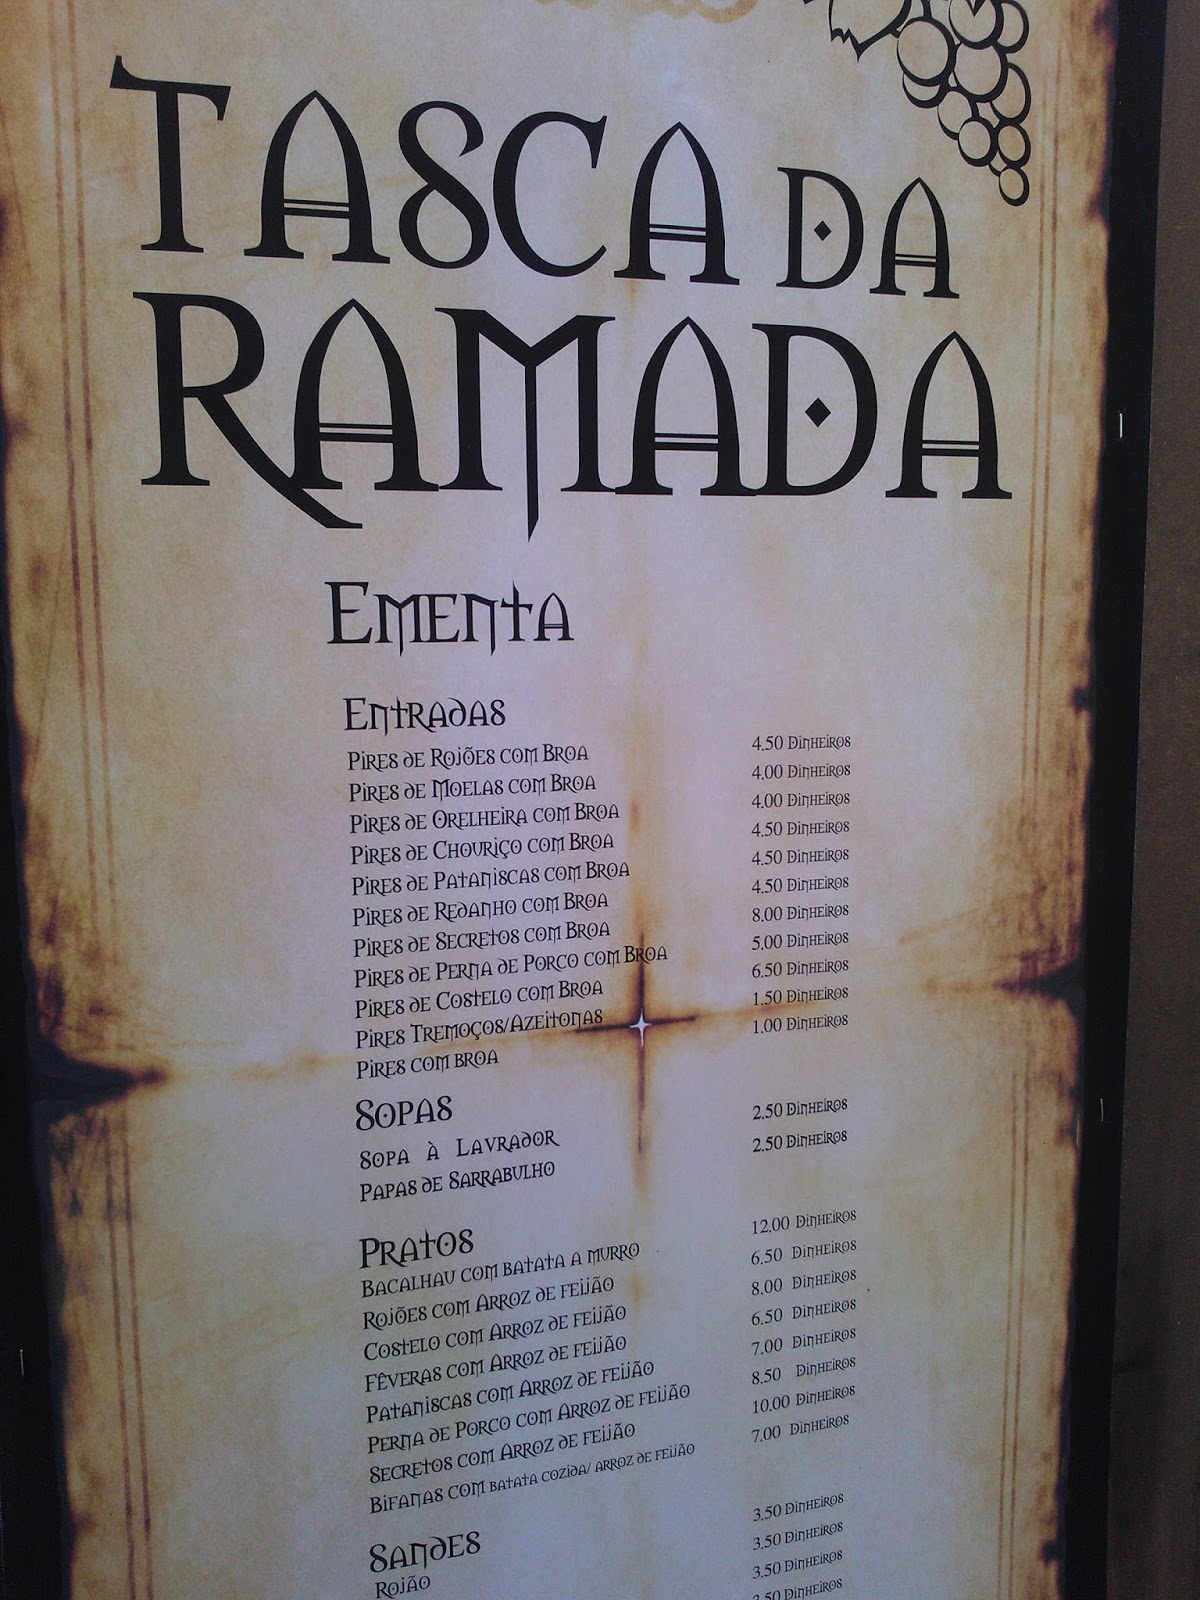 TASCA DA
RAMADA
EMENTA
ENTRADAS
PIRES DE ROJÕES COM BROA 4.50 DINHEIROS
PIRES DE MOELAS COM BROA 4.00 DINHEIROS
PIRES DE ORELHEIRA COM BROA 4.00 DINHEIROS
PIRES DE CHOURIÇO COM BROA 4.50 DINHEIROS
PIRES DE PATANISCAS COM BROA 4.50 DINHEIROS
PIRES DE REDANHO COM BROA 4.50 DINHEIROS
PIRES DE SECRETOS COM BROA 8.00 DINHEIROS
PIRES DE PERNA DE PORCO COM BROA 5.00 DINHEIROS
PIRES DE COSTELO COM BROA 6.50 DINHEIROS
PIRES TREMOÇOS/AZEITONAS 1.50 DINHEIROS
PIRES COM BROA 1.00 DINHEIROS
SOPAS
SOPA À LAVRADOR 2.50 DINHEIROS
PAPAS DE SARRABULHO 2.50 DINHEIROS
PRATOS
BACALHAU COM BATATA A MURRO 12.00 DINHEIROS
ROJÕES COM ARROZ DE FEIJÃO 6.50 DINHEIROS
COSTELO COM ARROZ DE FEIJÃO 8.00 DINHEIROS
FÊVERAS COM ARROZ DE FEIJÃO 6.50 DINHEIROS
PATANISCAS COM ARROZ DE FEIJÃO 7.00 DINHEIROS
PERNA DE PORCO COM ARROZ DE FEIJÃO 8.50 DINHEIROS
SECRETOS COM ARROZ DE FEIJÃO 10.00 DINHEIROS
BIFANAS COM BATATA COZIDA/ ARROZ DE FEIJÃO 7.00 DINHEIROS
SANDES
ROJÃO 3.50 DINHEIROS
3.50 DINHEIROS
3.50 DINHEIROS
3.50 DINHEIROS